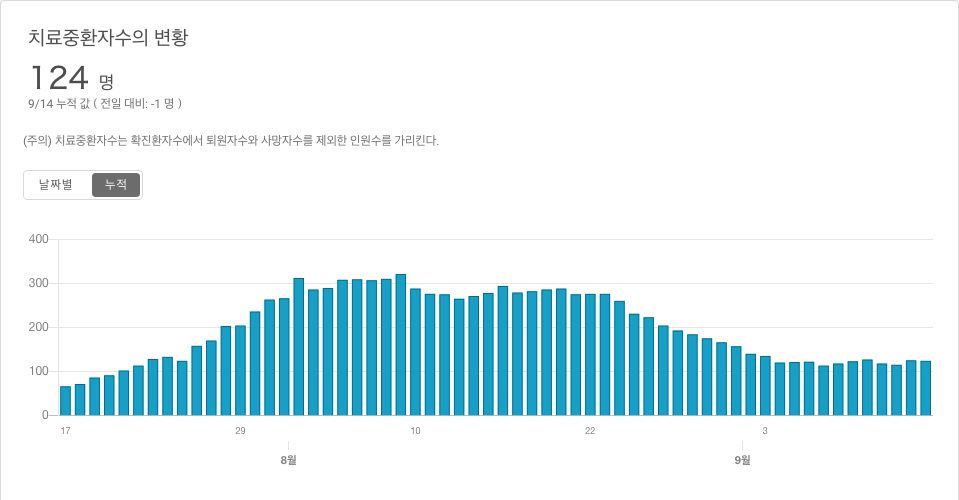 치료중환자수의 변황
124 명
9/14 누적 값 ( 전일 대비: -1 명 )
(주의) 치료중환자수는 확진환자수에서 퇴원자수와 사망자수를 제외한 인원수를 가리킨다.
날짜별 누적
400
300
200
100
0
17 29 10 22 3
8월 9월